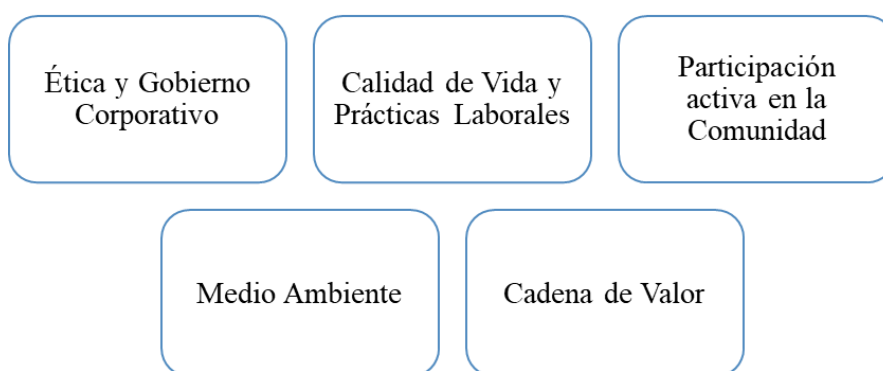 Ética y Gobierno
Corporativo
Calidad de Vida y
Prácticas Laborales
Participación
activa en la
Comunidad
Medio Ambiente
Cadena de Valor